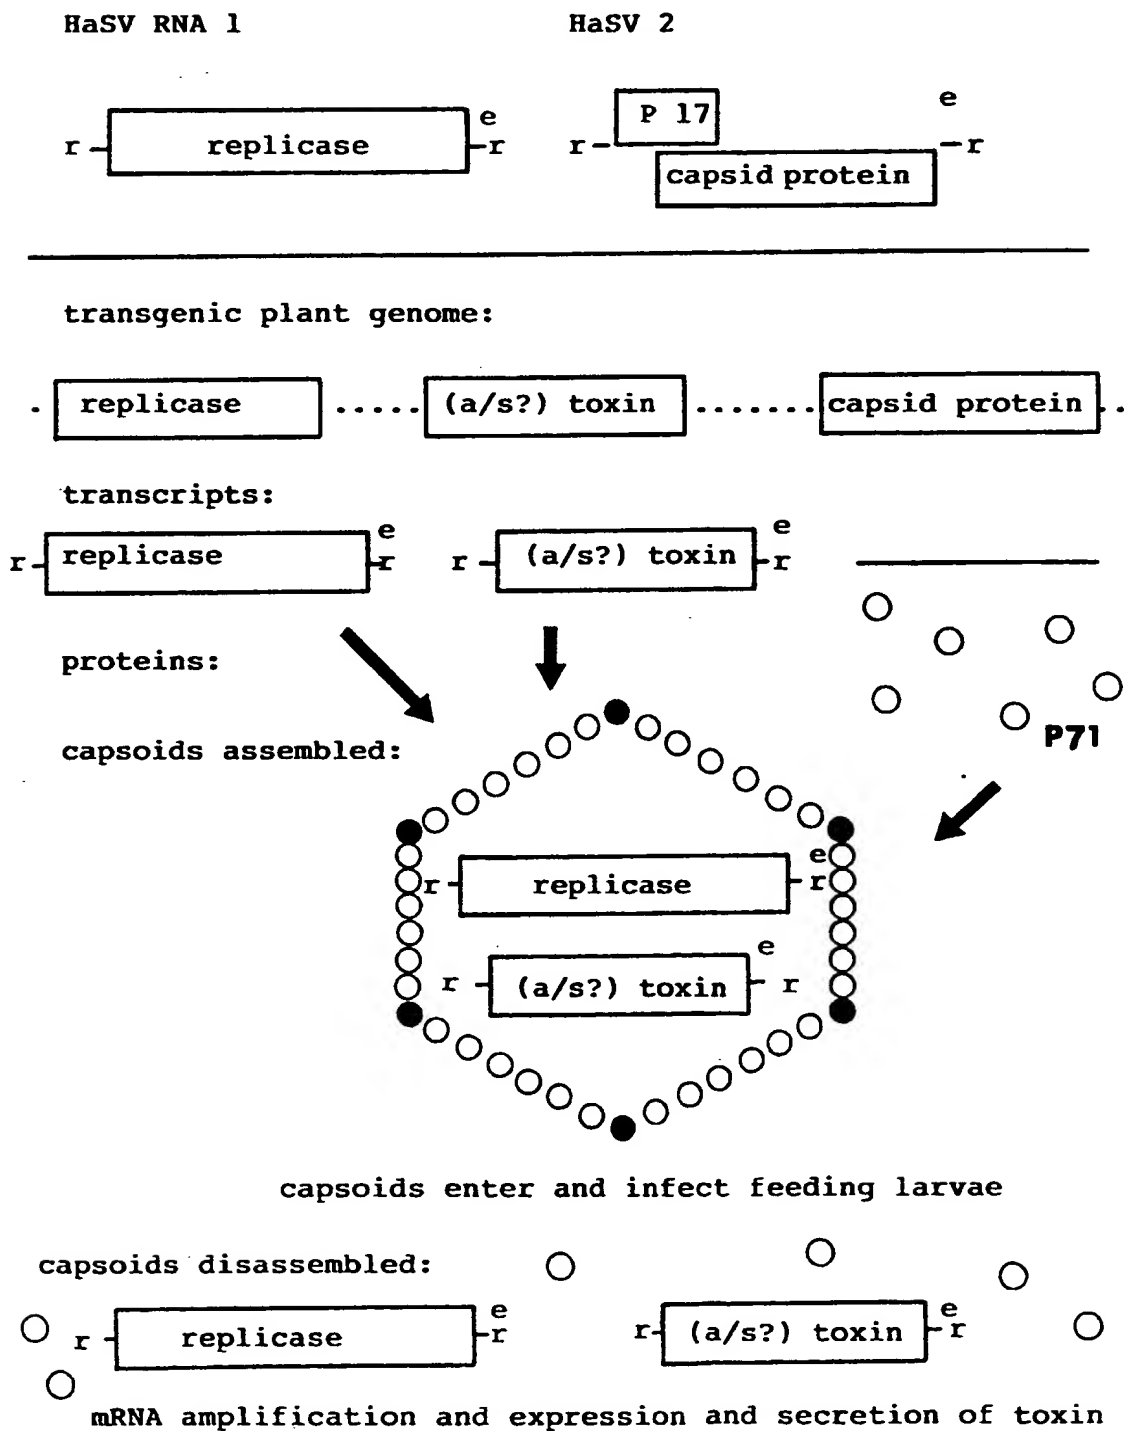 HaSV RNA 1
HaSV 2
r replicase e r
r P 17 e r
capsid protein
transgenic plant genome:
. replicase ..... (a/s?) toxin ....... capsid protein ..
transcripts:
r replicase e r
r (a/s?) toxin e r
proteins:
P71
capsoids assembled:
r replicase e r
r (a/s?) toxin e r
capsoids enter and infect feeding larvae
capsoids disassembled:
r replicase e r
r (a/s?) toxin e r
mRNA amplification and expression and secretion of toxin